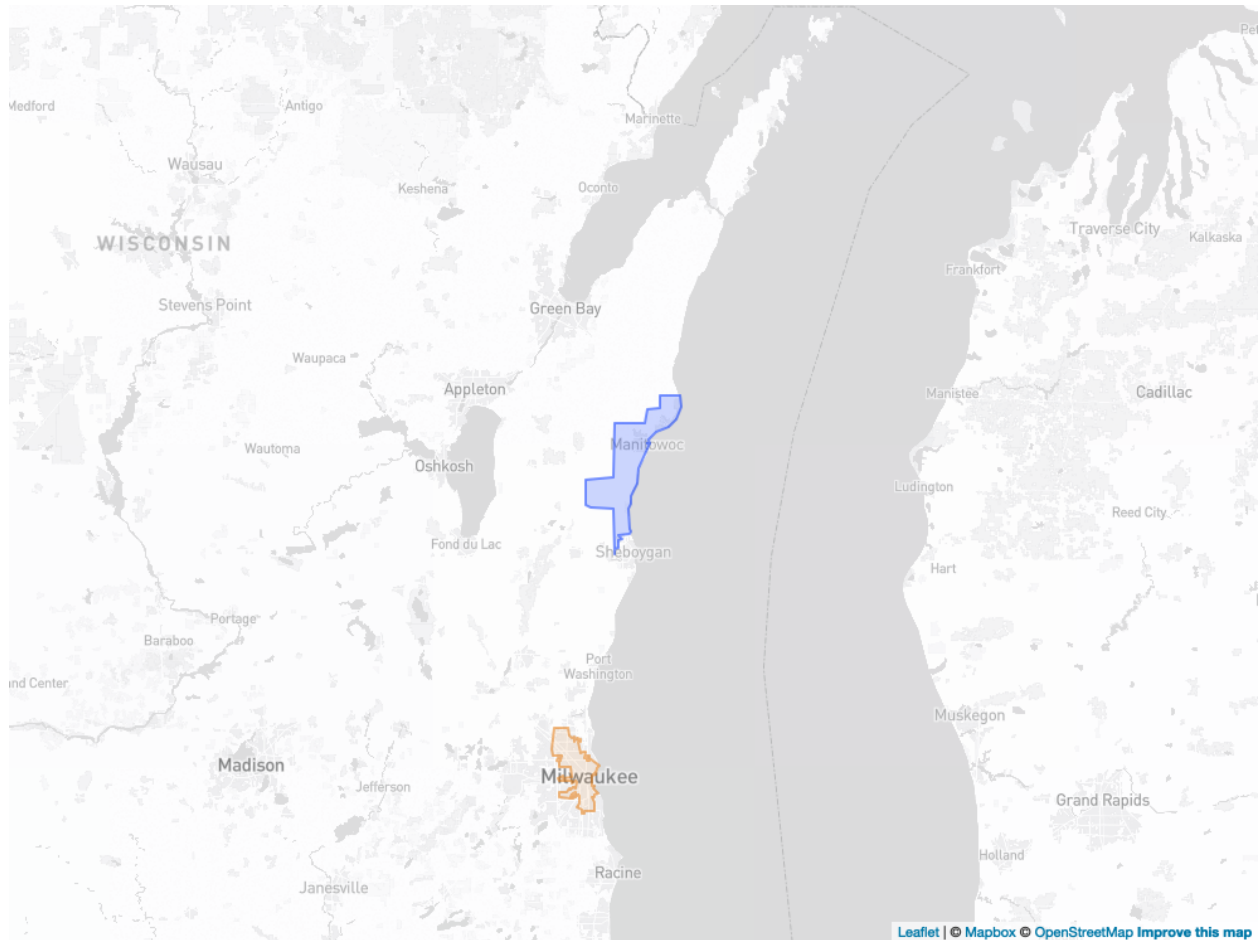 Pet
Medford
Antigo
Marinette
Wausau
Keshena
Oconto
WISCONSIN
Traverse City
Kalkaska
Frankfort
Stevens Point
Green Bay
Waupaca
Appleton
Manistee
Cadillac
Wautoma
Manitowoc
Oshkosh
Ludington
Reed City
Fond du Lac
Sheboygan
Hart
Portage
Baraboo
Port
Washington
nd Center
Muskegon
Madison
Milwaukee
Jefferson
Grand Rapids
Holland
Racine
Janesville
Leaflet | © Mapbox © OpenStreetMap Improve this map